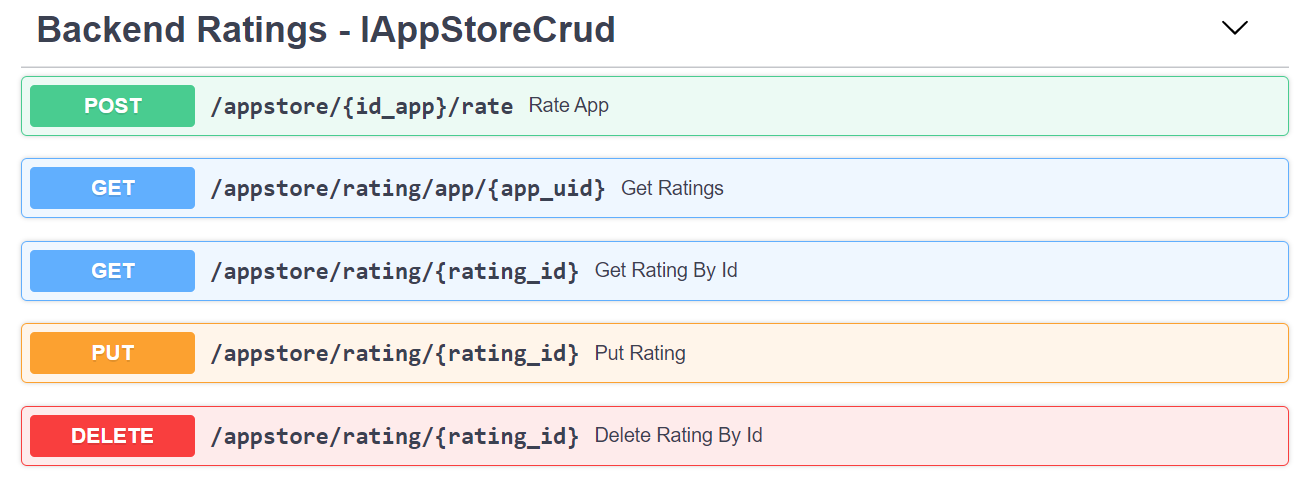 Backend Ratings - IAppStoreCrud
POST /appstore/{id_app}/rate Rate App
GET /appstore/rating/app/{app_uid} Get Ratings
GET /appstore/rating/{rating_id} Get Rating By Id
PUT /appstore/rating/{rating_id} Put Rating
DELETE /appstore/rating/{rating_id} Delete Rating By Id